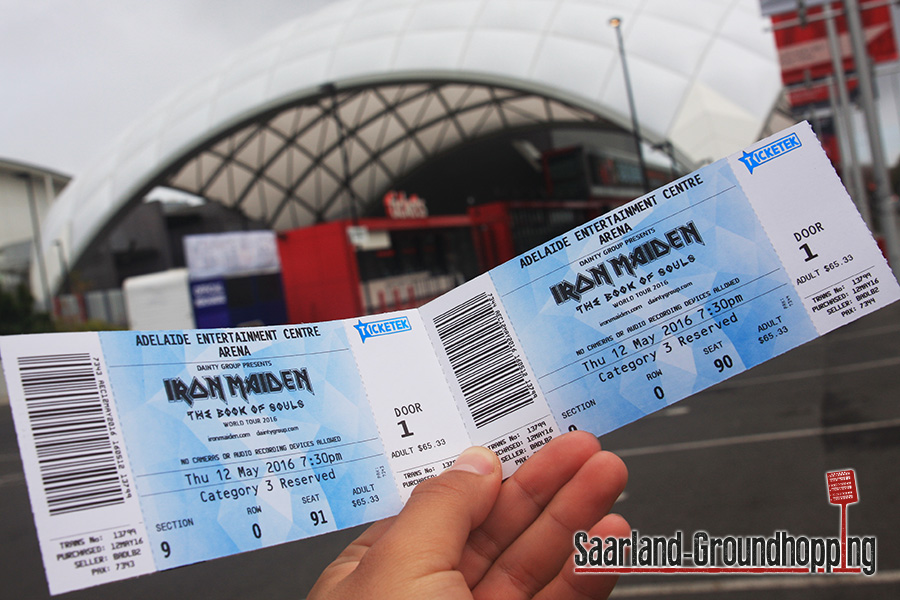 ADELAIDE ENTERTAINMENT CENTRE
ARENA
DAINTY GROUP PRESENTS
IRON MAIDEN
THE BOOK OF SOULS
WORLD TOUR 2016
ironmaiden.com daintygroup.com
NO CAMERAS OR AUDIO RECORDING DEVICES ALLOWED
Thu 12 May 2016 7:30pm
Category 3 Reserved
SECTION ROW SEAT ADULT
9 0 91 $65.33
TICKETEK
DOOR
1
ADULT $65.33
TRANS NO:
PURCHASED: 12MAY16
SELLER: BADLB2
PAX: 7393
ADELAIDE ENTERTAINMENT CENTRE
ARENA
DAINTY GROUP PRESENTS
IRON MAIDEN
THE BOOK OF SOULS
WORLD TOUR 2016
ironmaiden.com daintygroup.com
NO CAMERAS OR AUDIO RECORDING DEVICES ALLOWED
Thu 12 May 2016 7:30pm
Category 3 Reserved
SECTION ROW SEAT ADULT
0 90 $65.33
TICKETEK
DOOR
1
ADULT $65.33
TRANS NO:
PURCHASED: 12MAY16
SELLER: BADLB2
Saarland-Groundhopping